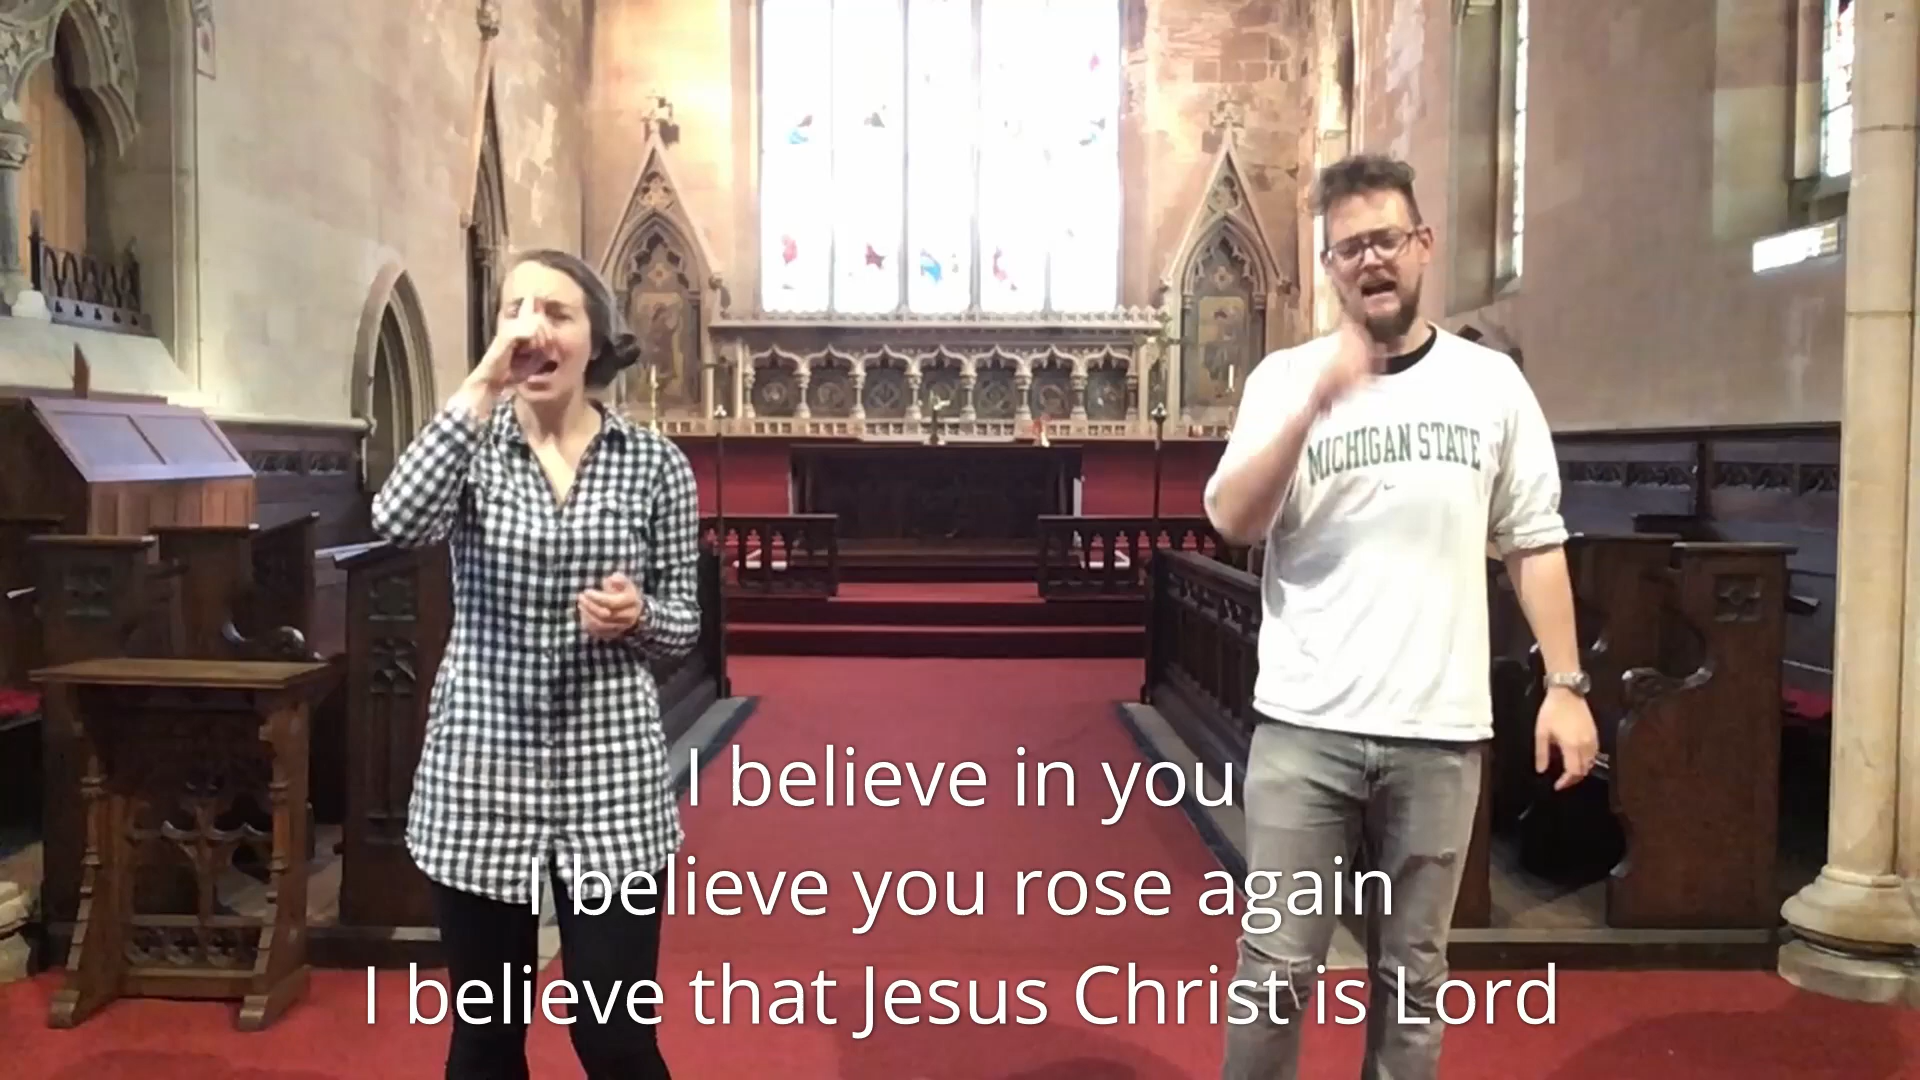 MICHIGAN STATE
I believe in you
I believe you rose again
I believe that Jesus Christ is Lord